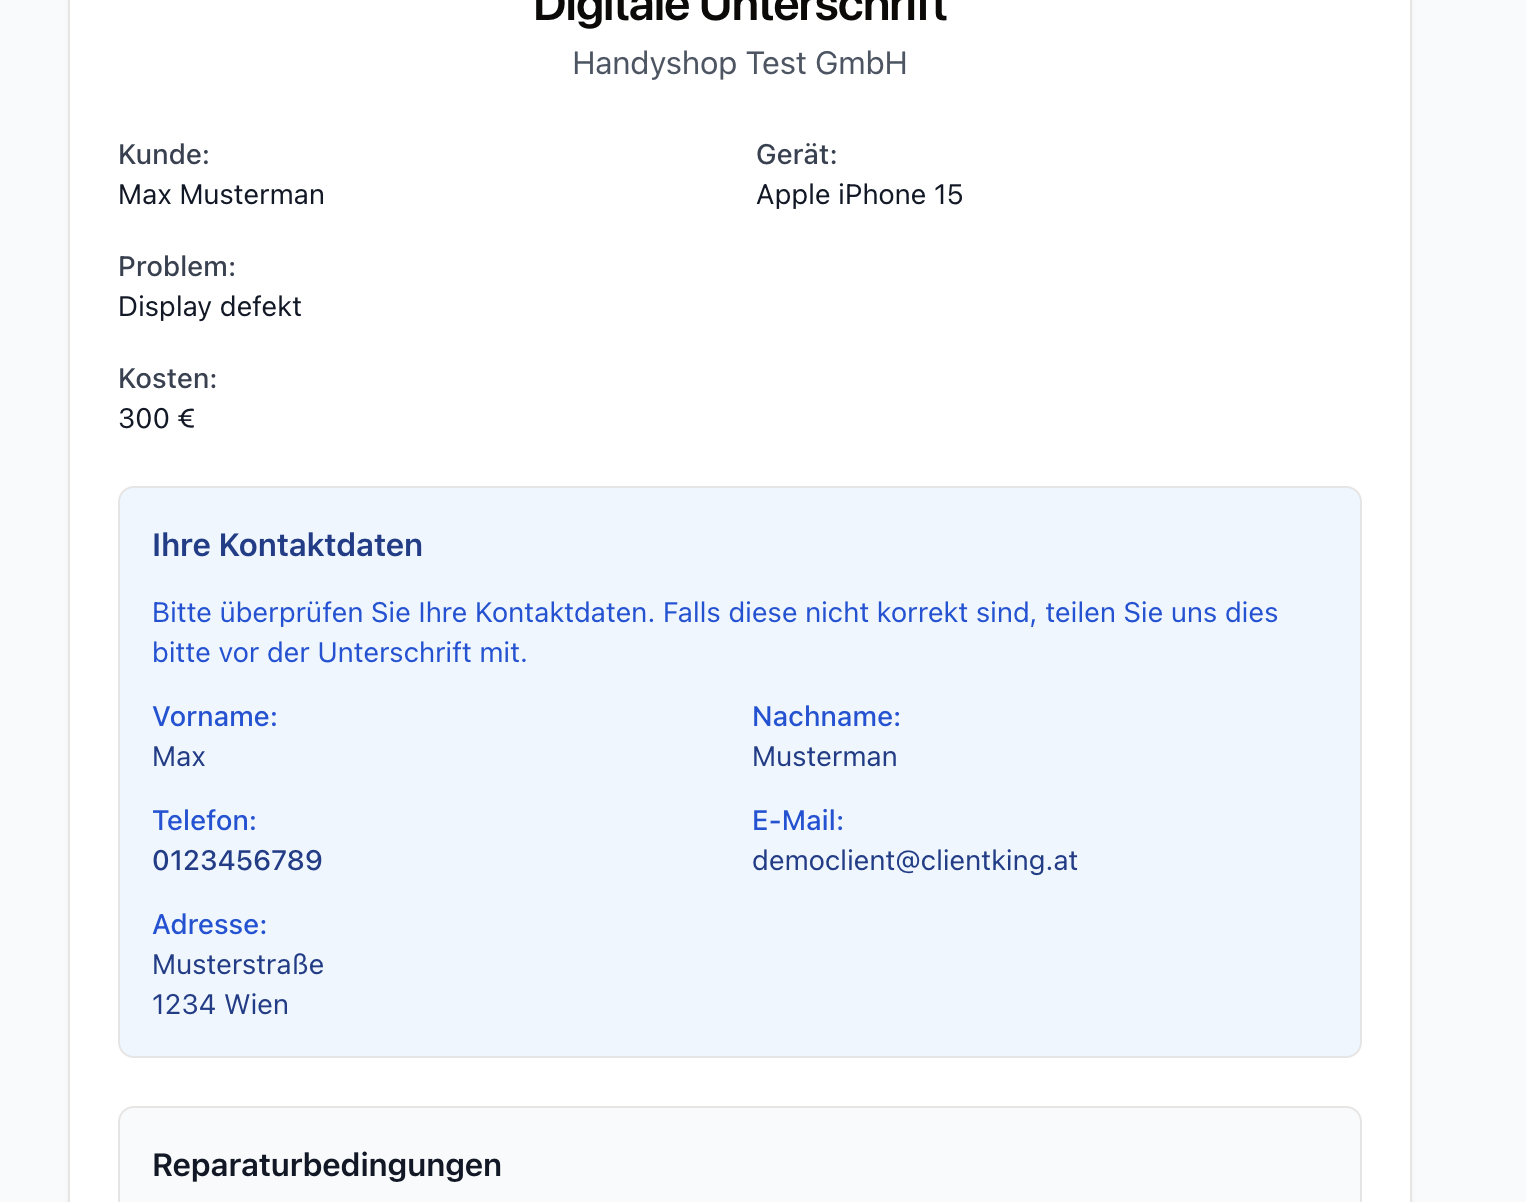 Digitale Unterschrift
Handyshop Test GmbH
Kunde:
Max Musterman
Gerät:
Apple iPhone 15
Problem:
Display defekt
Kosten:
300 €
Ihre Kontaktdaten
Bitte überprüfen Sie Ihre Kontaktdaten. Falls diese nicht korrekt sind, teilen Sie uns dies
bitte vor der Unterschrift mit.
Vorname:
Max
Nachname:
Musterman
Telefon:
0123456789
E-Mail:
democlient@clientking.at
Adresse:
Musterstraße
1234 Wien
Reparaturbedingungen